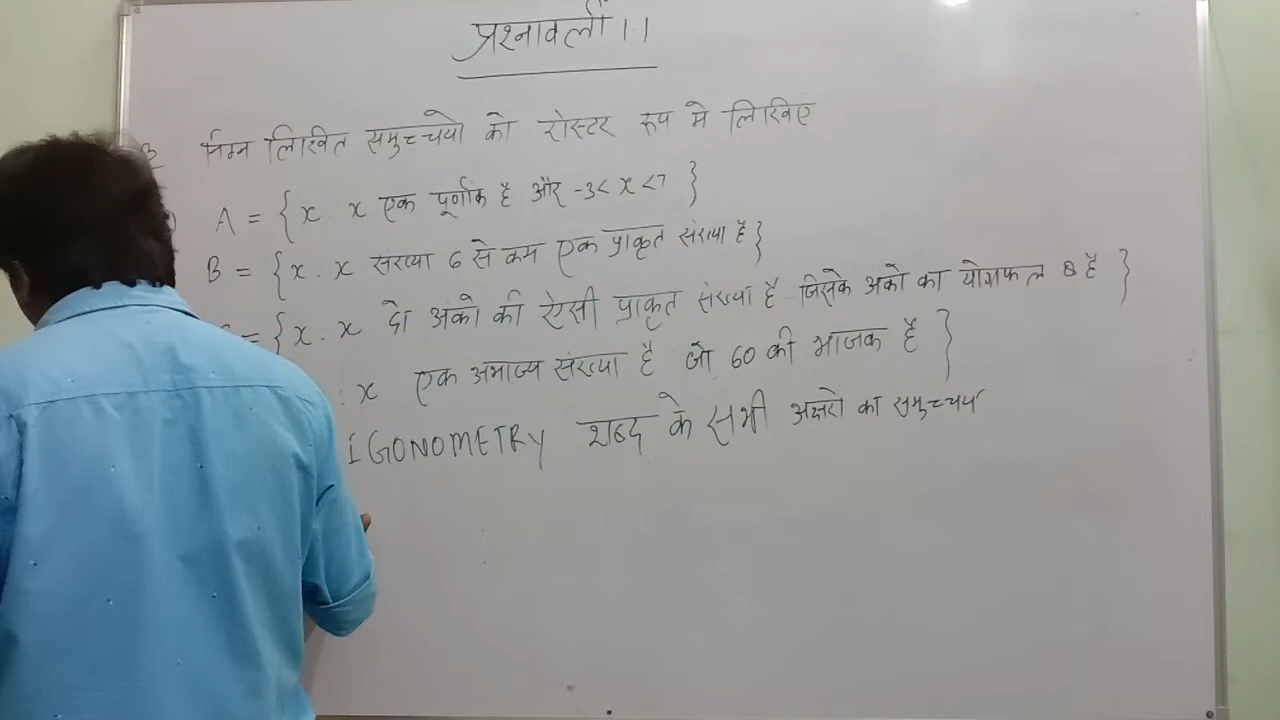 प्रश्नावली 1.1
3 निम्न लिखित समुच्चयो को रोस्टर रूप मे लिखिए
) A = { x . x एक पूर्णांक है और -3 < x < 7 }
B = { x . x संख्या 6 से कम एक प्राकृत संख्या है }
= { x . x दो अंको की ऐसी प्राकृत संख्या है जिसके अंको का योगफल 8 है }
: x एक अभाज्य संख्या है जो 60 की भाजक है }
IGONOMETRY शब्द के सभी अक्षरो का समुच्चय